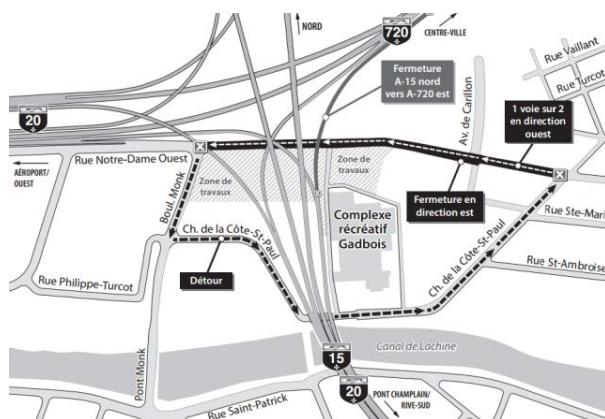 NORD
720
CENTRE-VILLE
Rue Vaillant
Rue Turcot
Fermeture
A-15 nord
vers A-720 est
Av. de Carillon
1 voie sur 2
en direction
ouest
20
Rue Notre-Dame Ouest
AÉROPORT/
OUEST
Zone de
travaux
Zone de
travaux
Boul. Monk
Fermeture en
direction est
Complexe
récréatif
Gadbois
Rue Ste-Marie
Ch. de la Côte-St-Paul
Ch. de la Côte-St-Paul
Rue St-Ambroise
Détour
Rue Philippe-Turcot
Pont Monk
Canal de Lachine
15
20
PONT CHAMPLAIN/
RIVE-SUD
Rue Saint-Patrick